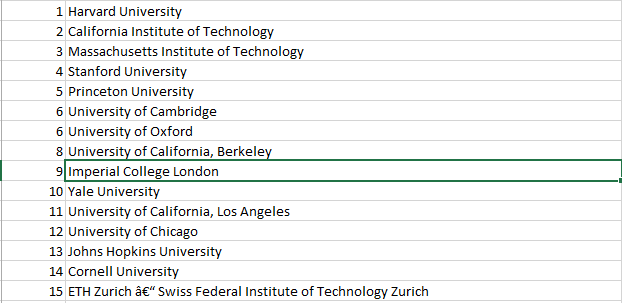 1 Harvard University
2 California Institute of Technology
3 Massachusetts Institute of Technology
4 Stanford University
5 Princeton University
6 University of Cambridge
6 University of Oxford
8 University of California, Berkeley
9 Imperial College London
10 Yale University
11 University of California, Los Angeles
12 University of Chicago
13 Johns Hopkins University
14 Cornell University
15 ETH Zurich â€“ Swiss Federal Institute of Technology Zurich